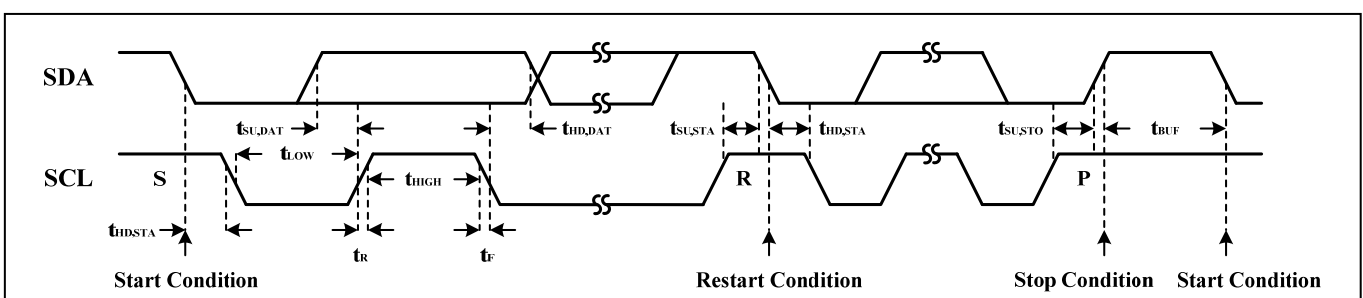 SDA
tSU,DAT
tHD,DAT
tSU,STA
tHD,STA
tSU,STO
tBUF
tLOW
SCL
S
tHIGH
R
P
tHD,STA
tR
tF
Start Condition
Restart Condition
Stop Condition
Start Condition